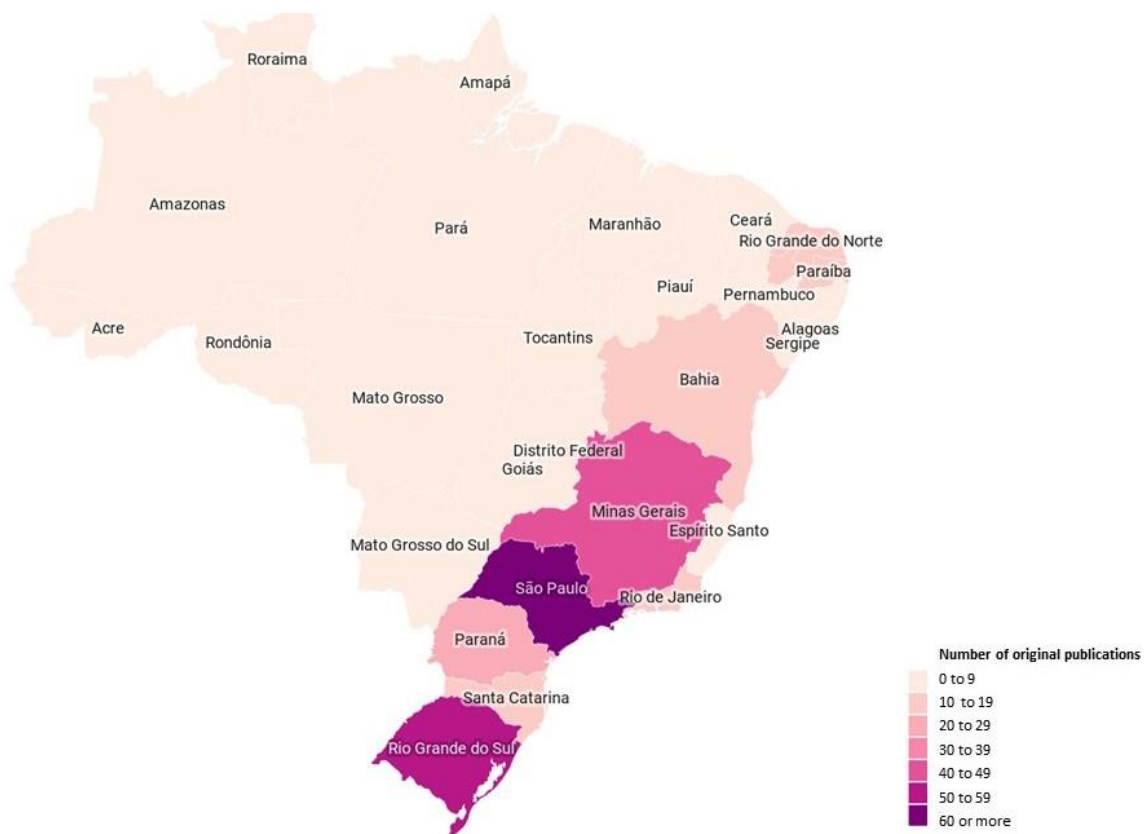 Roraima
Amapá
Amazonas
Pará
Maranhão
Ceará
Rio Grande do Norte
Paraíba
Piauí
Pernambuco
Acre
Rondônia
Tocantins
Alagoas
Sergipe
Bahia
Mato Grosso
Distrito Federal
Goiás
Minas Gerais
Espírito Santo
Mato Grosso do Sul
São Paulo
Rio de Janeiro
Paraná
Santa Catarina
Rio Grande do Sul
Number of original publications
0 to 9
10 to 19
20 to 29
30 to 39
40 to 49
50 to 59
60 or more